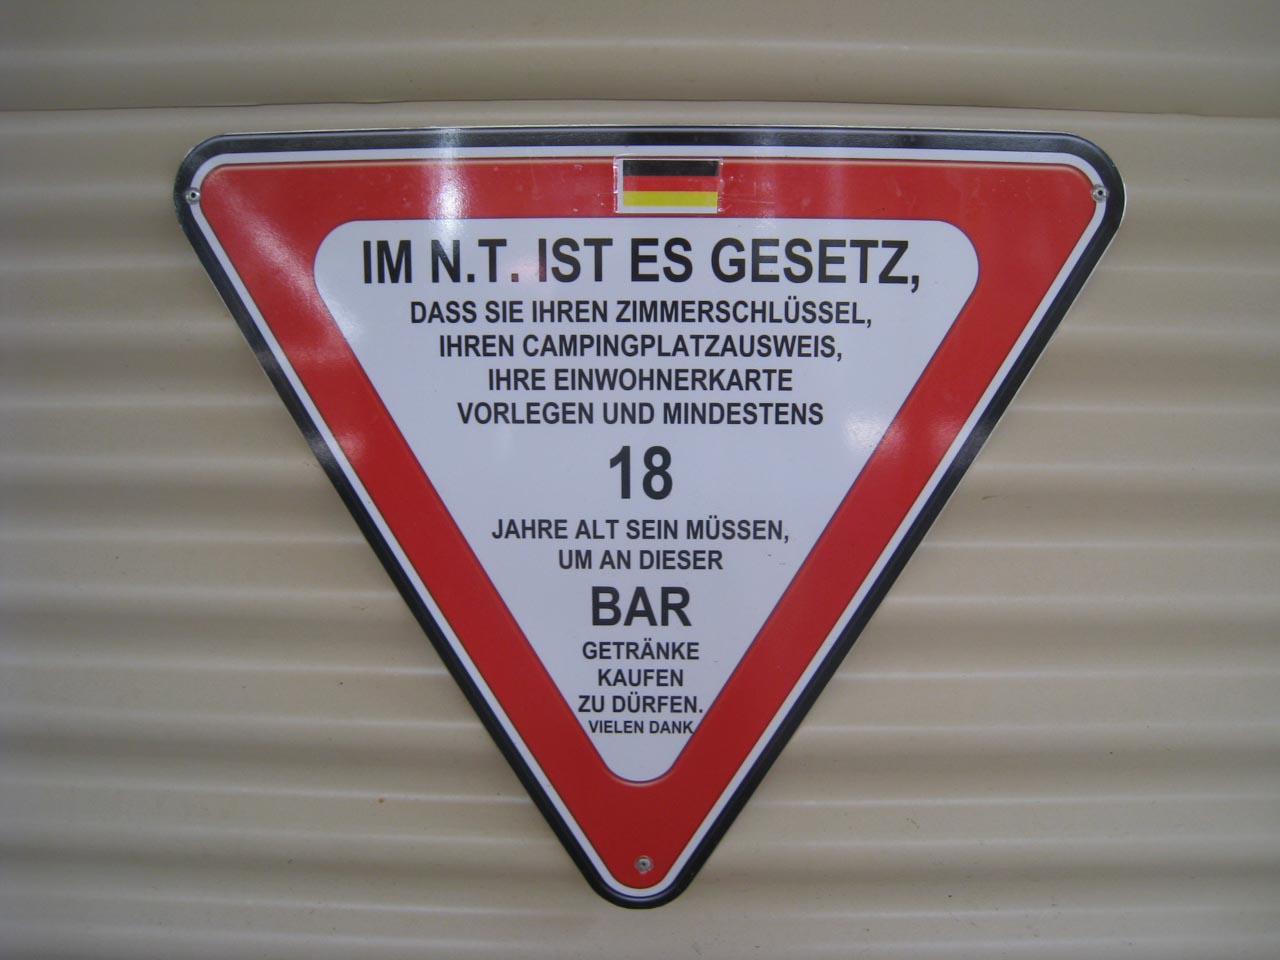 IM N.T. IST ES GESETZ,
DASS SIE IHREN ZIMMERSCHLÜSSEL,
IHREN CAMPINGPLATZAUSWEIS,
IHRE EINWOHNERKARTE
VORLEGEN UND MINDESTENS
18
JAHRE ALT SEIN MÜSSEN,
UM AN DIESER
BAR
GETRÄNKE
KAUFEN
ZU DÜRFEN.
VIELEN DANK